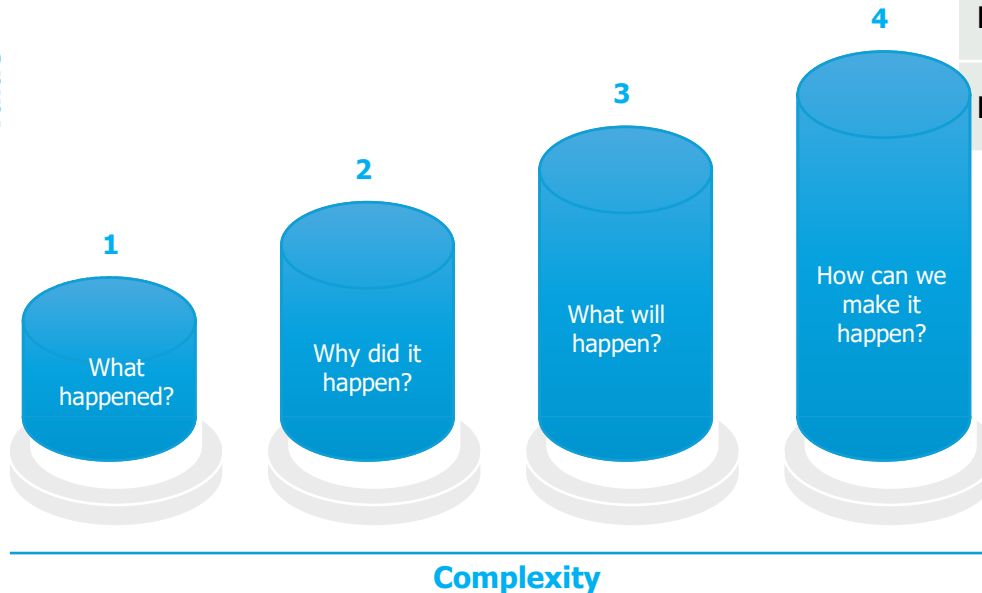 4
3
2
1
How can we
make it
happen?
What will
happen?
Why did it
happen?
What
happened?
Complexity